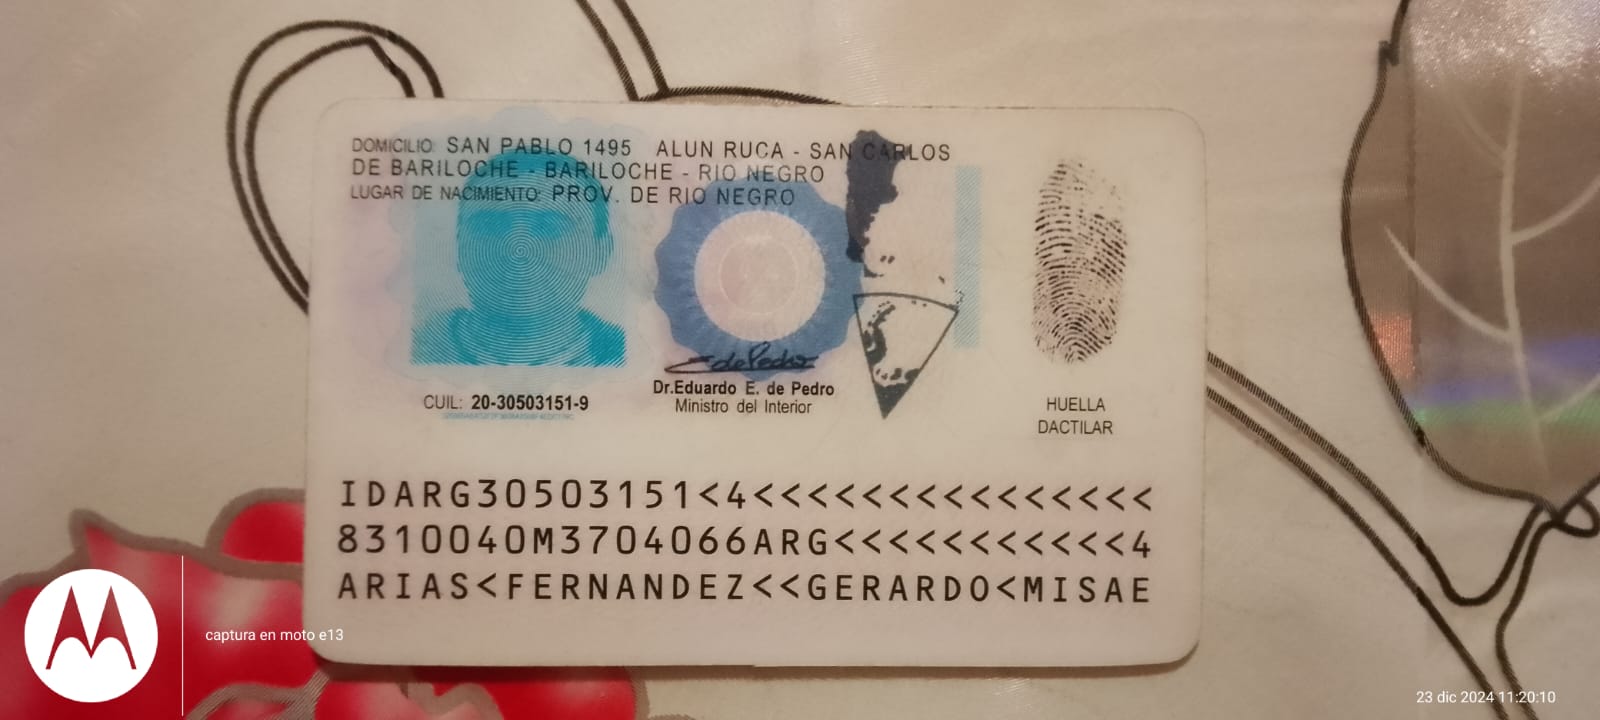 DOMICILIO: SAN PABLO 1495 ALUN RUCA - SAN CARLOS
DE BARILOCHE - BARILOCHE - RIO NEGRO
LUGAR DE NACIMIENTO: PROV. DE RIO NEGRO
EdePedro
Dr.Eduardo E. de Pedro
Ministro del Interior
CUIL: 20-30503151-9
HUELLA
DACTILAR
IDARG30503151<4<<<<<<<<<<<<<<<
8310040M3704066ARG<<<<<<<<<<<4
ARIAS<FERNANDEZ<<GERARDO<MISAE
captura en moto e13
23 dic 2024 11:20:10